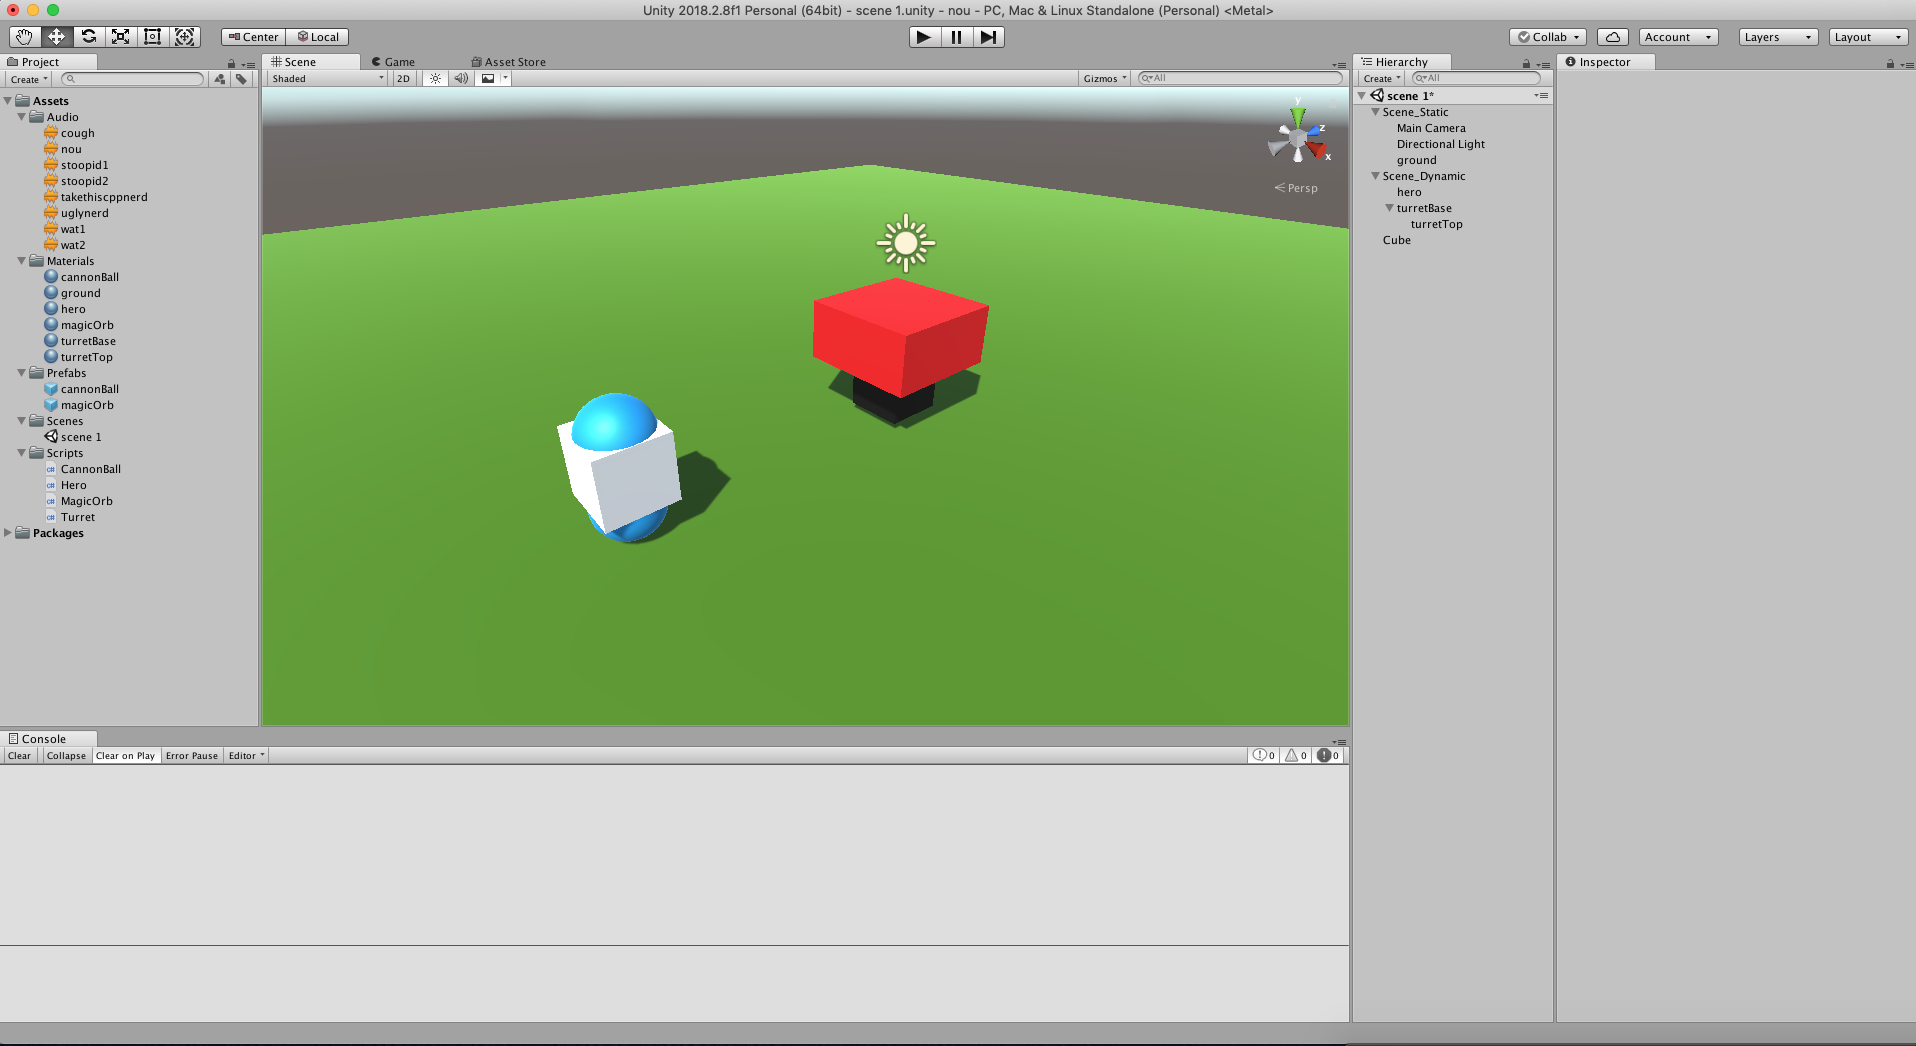 Unity 2018.2.8f1 Personal (64bit) - scene 1.unity - nou - PC, Mac & Linux Standalone (Personal) <Metal>
Center Local Collab Account Layers Layout
Project
Create
Assets
Audio
cough
nou
stoopid1
stoopid2
takethiscppnerd
uglynerd
wat1
wat2
Materials
cannonBall
ground
hero
magicOrb
turretBase
turretTop
Prefabs
cannonBall
magicOrb
Scenes
scene 1
Scripts
CannonBall
Hero
MagicOrb
Turret
Packages
Scene Game Asset Store
Shaded 2D Gizmos All
y
z
x
Persp
Hierarchy
Create All
scene 1*
Scene_Static
Main Camera
Directional Light
ground
Scene_Dynamic
hero
turretBase
turretTop
Cube
Inspector
Console
Clear Collapse Clear on Play Error Pause Editor 0 0 0